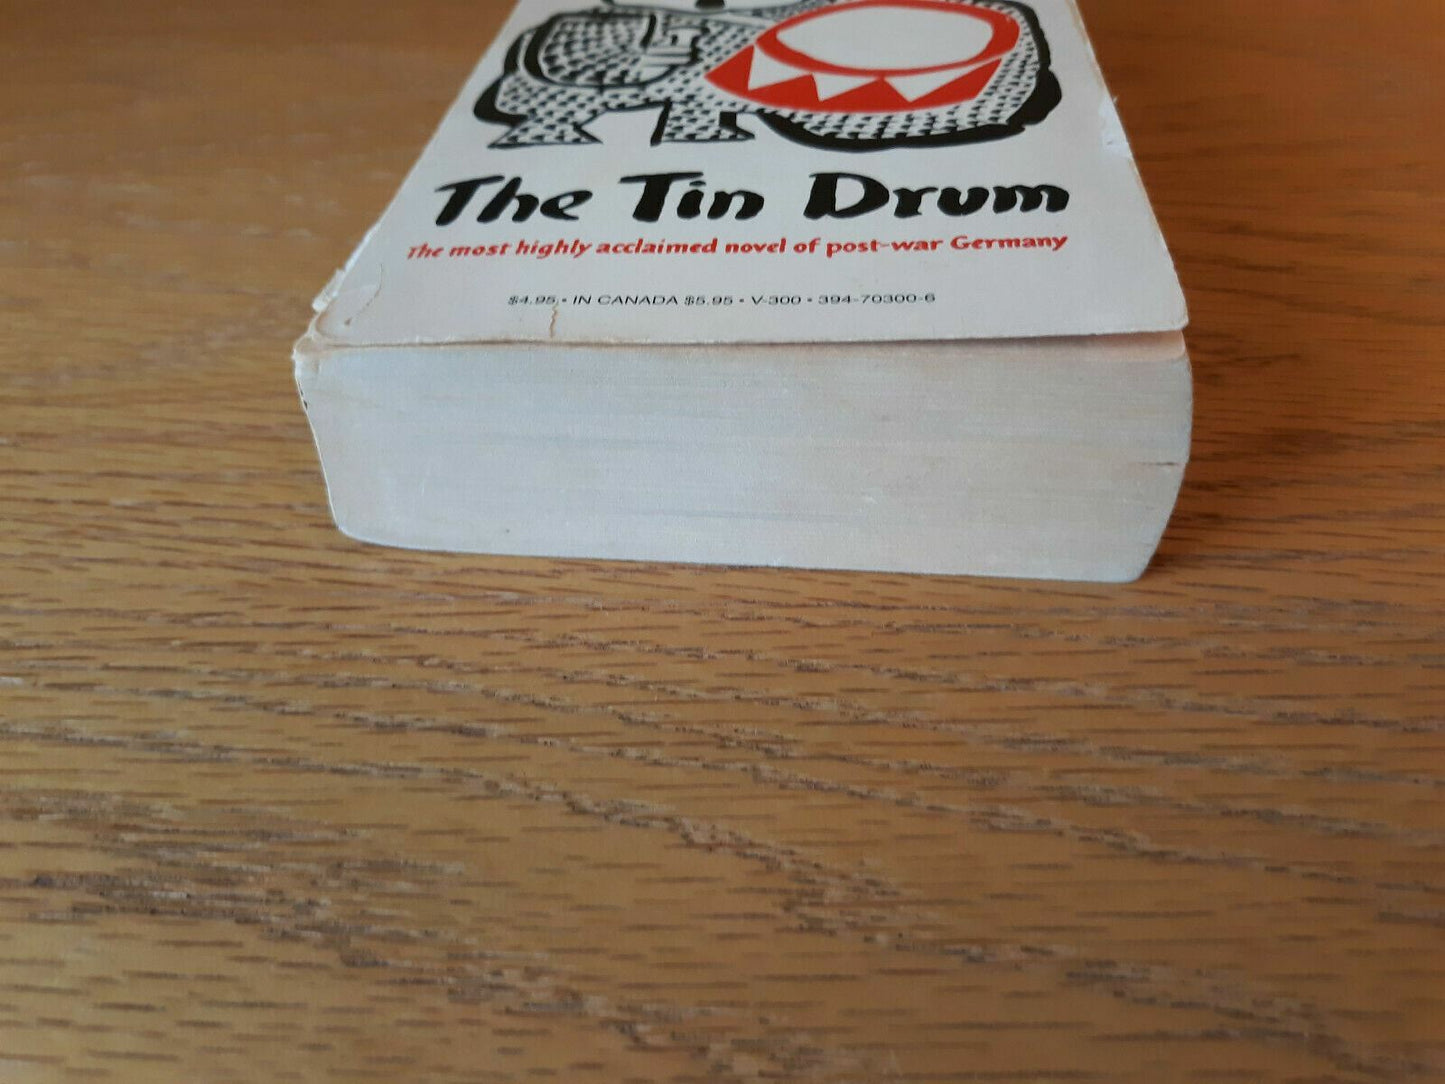 The Tin Drum
The most highly acclaimed novel of post-war Germany
$4.95 • IN CANADA $5.95 • V-300 • 394-70300-6